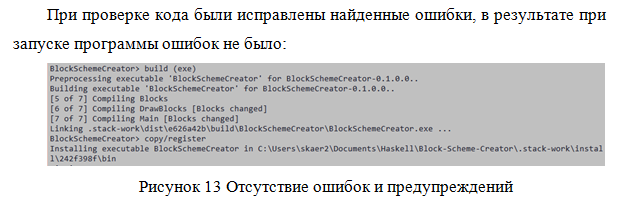 При проверке кода были исправлены найденные ошибки, в результате при
запуске программы ошибок не было:
BlockSchemeCreator> build (exe)
Preprocessing executable 'BlockSchemeCreator' for BlockSchemeCreator-0.1.0.0..
Building executable 'BlockSchemeCreator' for BlockSchemeCreator-0.1.0.0..
[5 of 7] Compiling Blocks
[6 of 7] Compiling DrawBlocks [Blocks changed]
[7 of 7] Compiling Main [Blocks changed]
Linking .stack-work\dist\e626a42b\build\BlockSchemeCreator\BlockSchemeCreator.exe ...
BlockSchemeCreator> copy/register
Installing executable BlockSchemeCreator in C:\Users\skaer2\Documents\Haskell\Block-Scheme-Creator\.stack-work\instal
l\242f398f\bin
Рисунок 13 Отсутствие ошибок и предупреждений